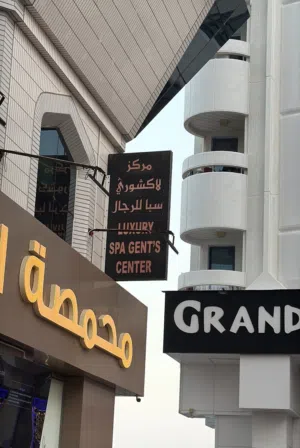 مركز
لاكشوري
سبا للرجال
LUXURY
SPA GENT'S
CENTER
محمصة
GRAND